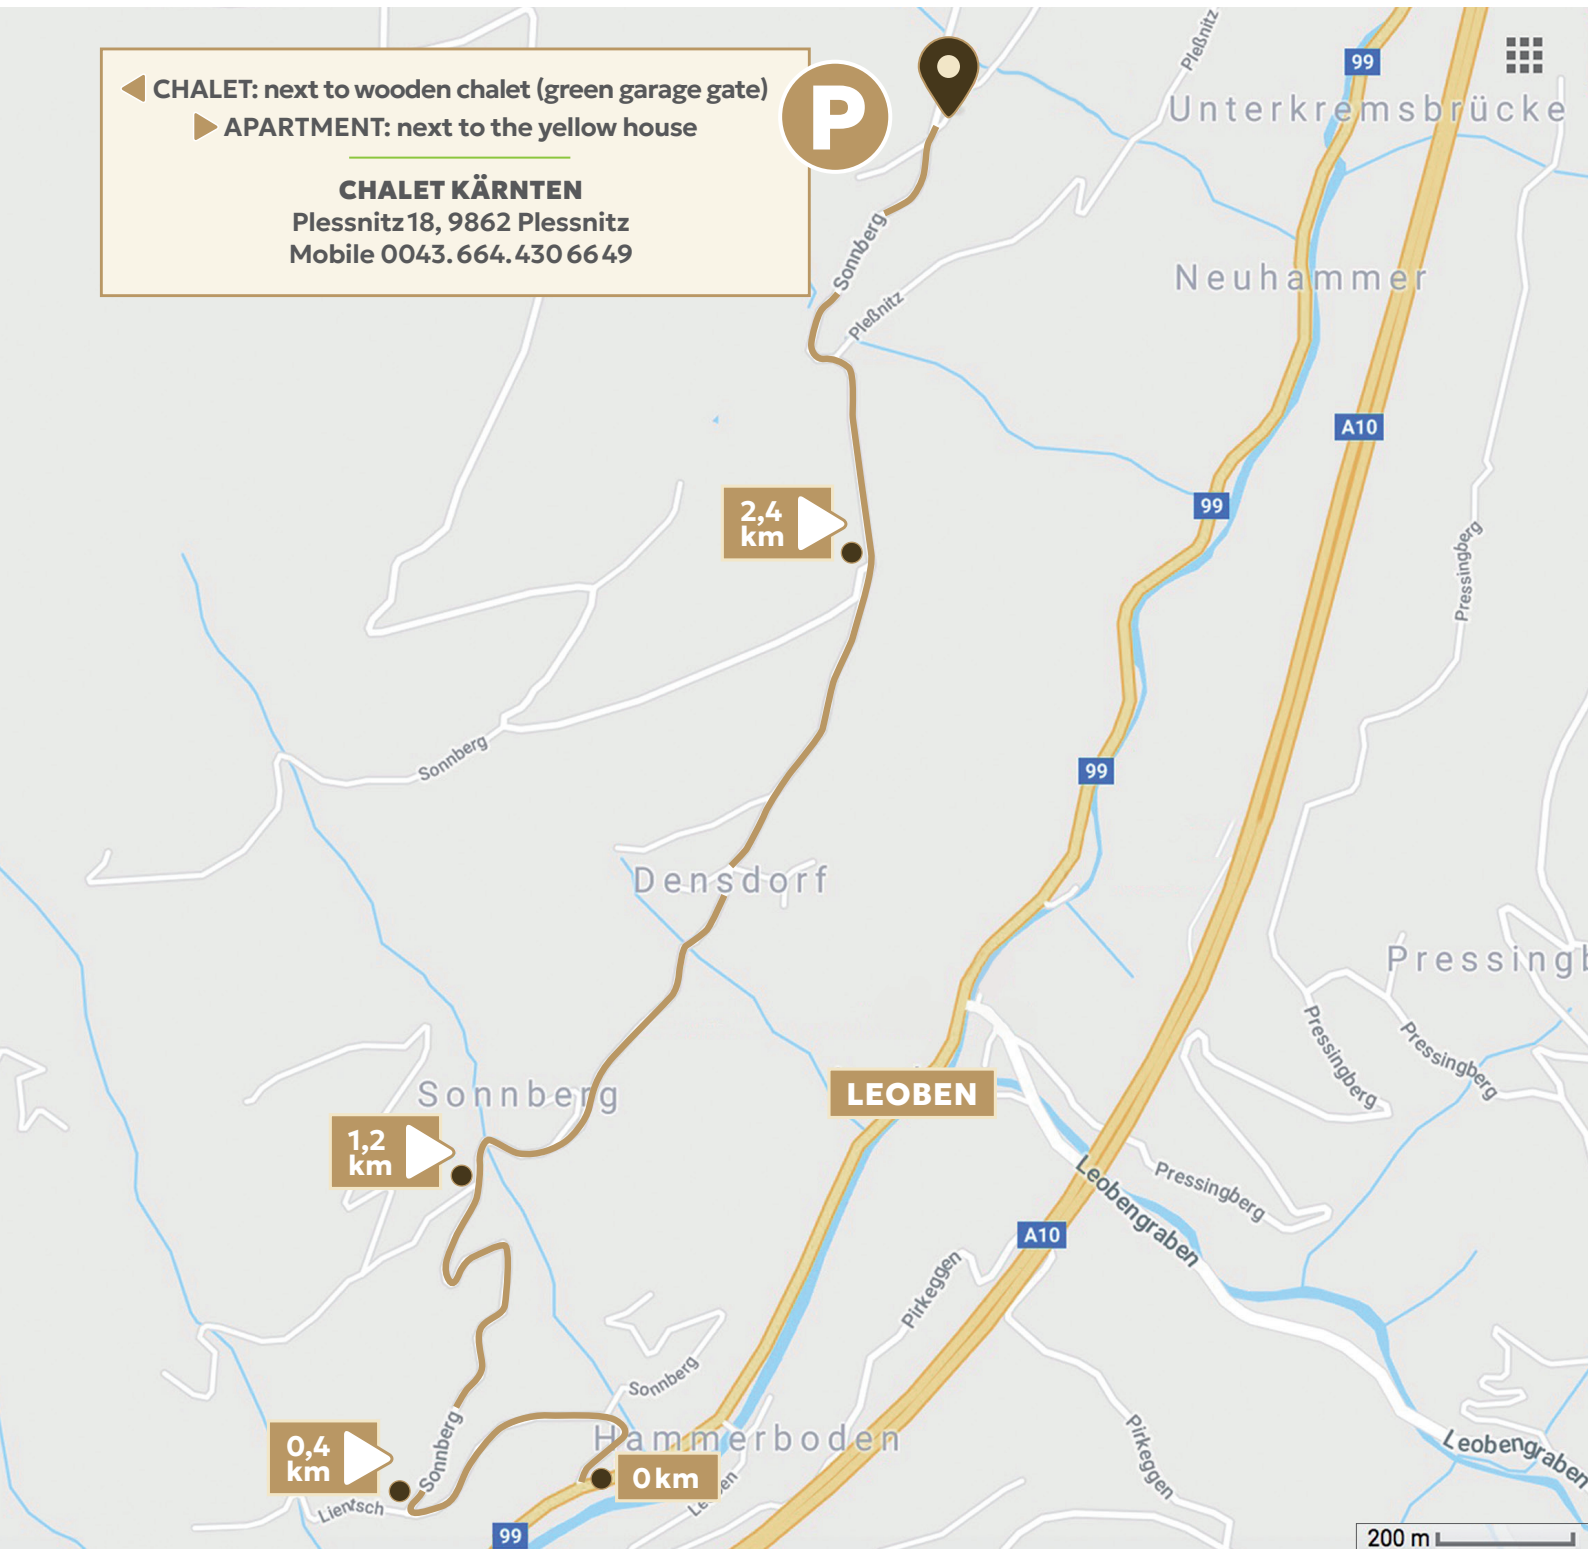 ◀ CHALET: next to wooden chalet (green garage gate)
▶ APARTMENT: next to the yellow house
CHALET KÄRNTEN
Plessnitz 18, 9862 Plessnitz
Mobile 0043.664.430 66 49
P
Pleßnitz
99
Unterkremsbrücke
Sonnberg
Neuhammer
Pleßnitz
A10
2,4
km
99
Pressingberg
Sonnberg
99
Densdorf
Pressingb
Pressingberg
Pressingberg
Sonnberg
LEOBEN
1,2
km
Leobengraben
Pressingberg
A10
Pirkeggen
Sonnberg
Sonnberg
Hammerboden
Pirkeggen
Leobengraben
0,4
km
0 km
Lientsch
99
200 m